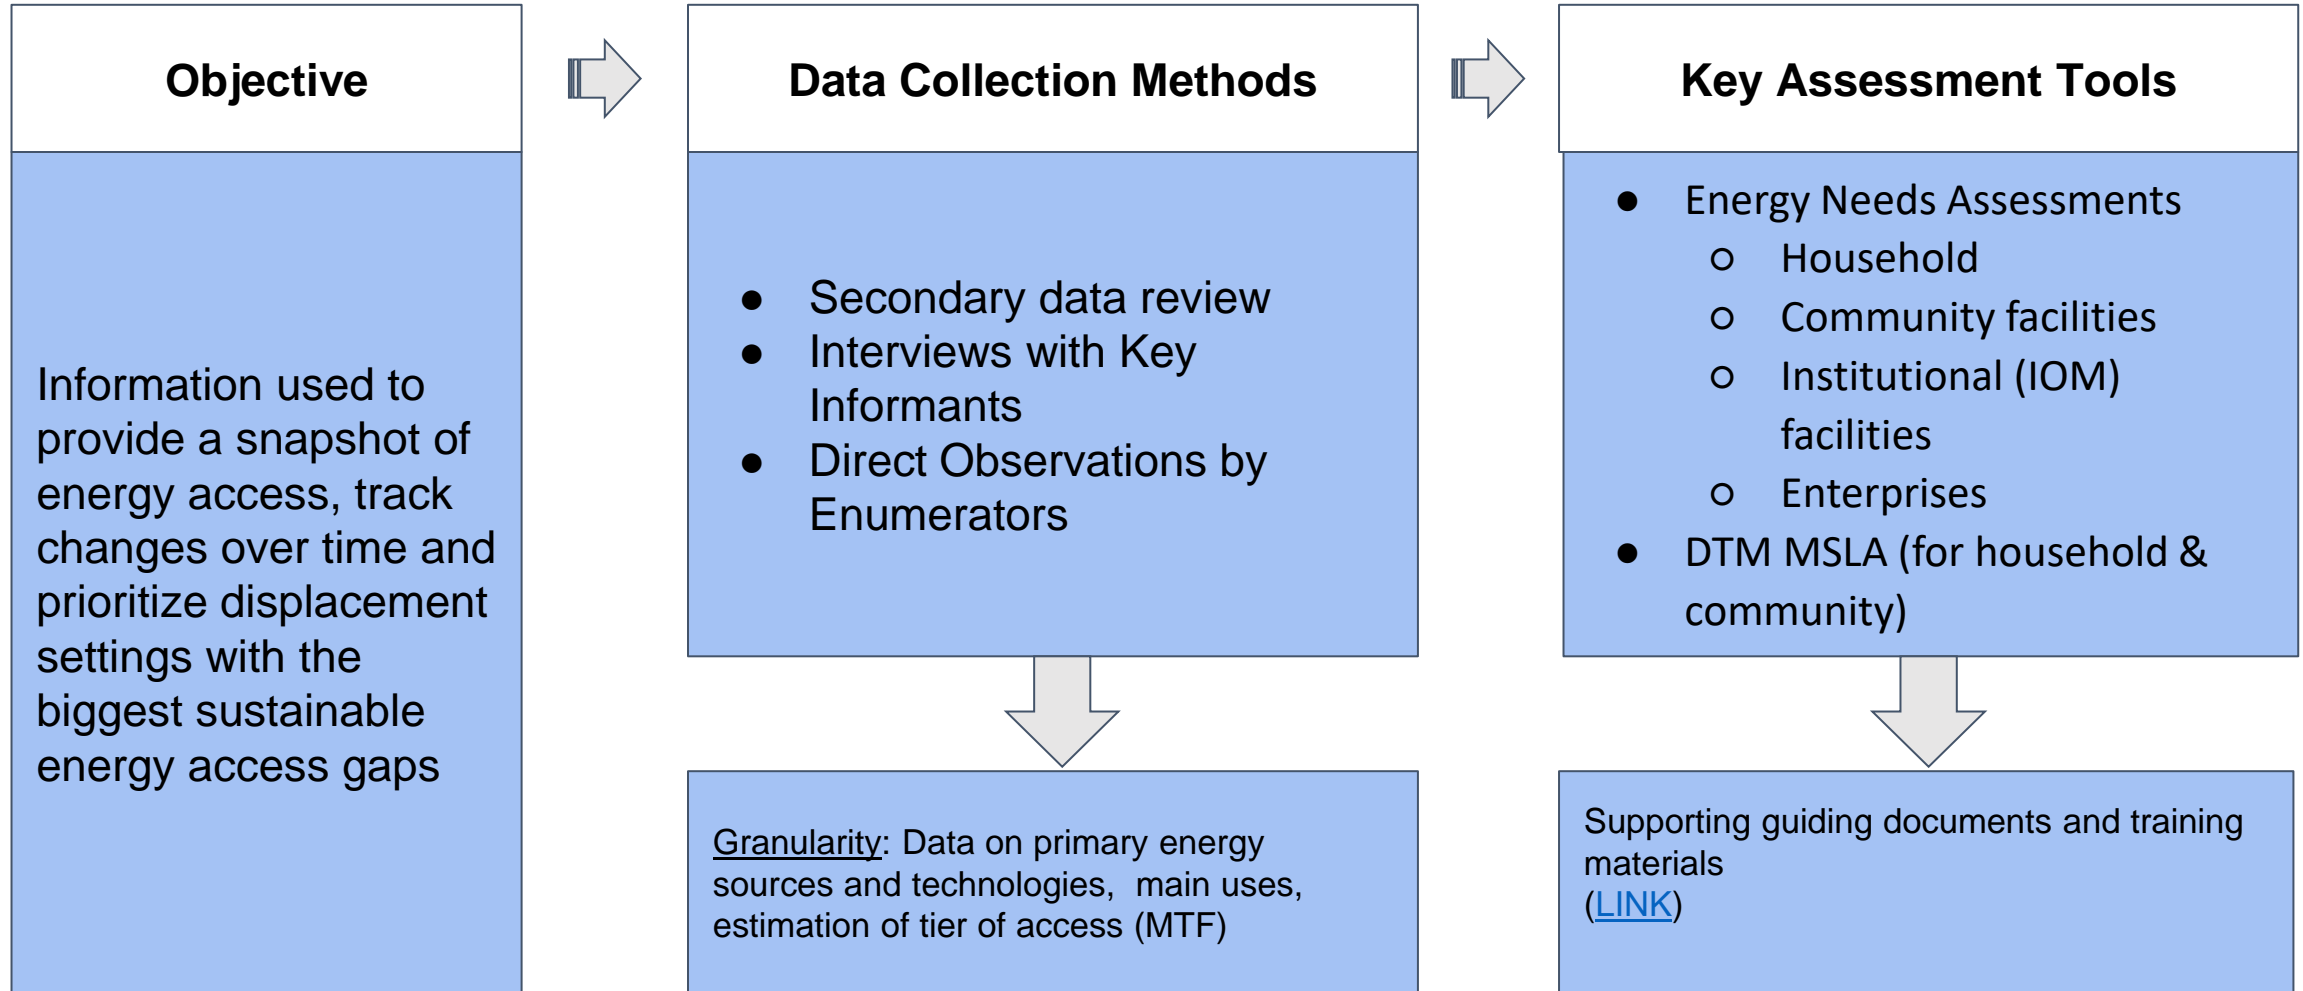 Objective
Information used to
provide a snapshot of
energy access, track
changes over time and
prioritize displacement
settings with the
biggest sustainable
energy access gaps
Data Collection Methods
● Secondary data review
● Interviews with Key
Informants
● Direct Observations by
Enumerators
Granularity: Data on primary energy
sources and technologies, main uses,
estimation of tier of access (MTF)
Key Assessment Tools
● Energy Needs Assessments
○ Household
○ Community facilities
○ Institutional (IOM)
facilities
○ Enterprises
● DTM MSLA (for household &
community)
Supporting guiding documents and training
materials
(LINK)